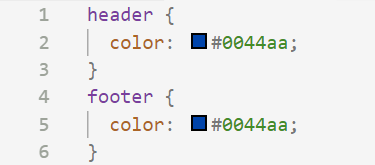 1 header {
2 color: #0044aa;
3 }
4 footer {
5 color: #0044aa;
6 }